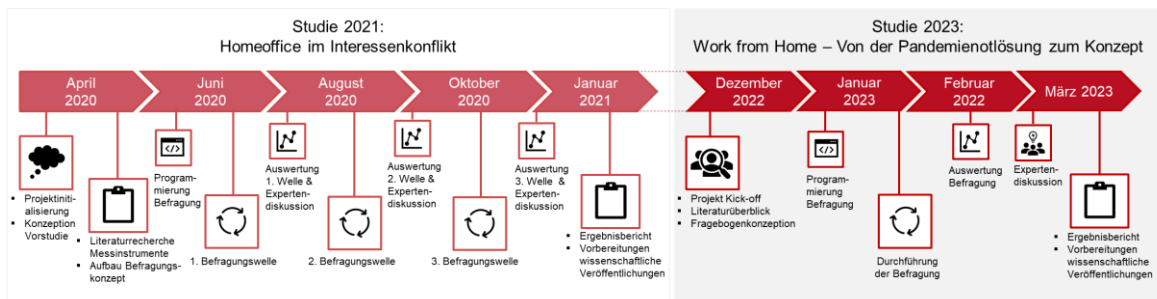 Studie 2021:
Homeoffice im Interessenkonflikt
April
2020
Juni
2020
August
2020
Oktober
2020
Januar
2021
Projektiniti-
alisierung
Konzeption
Vorstudie
Literaturrecherche
Messinstrumente
Aufbau Befragungs-
konzept
Program-
mierung
Befragung
1. Befragungswelle
Auswertung
1. Welle &
Experten-
diskussion
2. Befragungswelle
Auswertung
2. Welle &
Experten-
diskussion
3. Befragungswelle
Auswertung
3. Welle &
Experten-
diskussion
Ergebnisbericht
Vorbereitungen
wissenschaftliche
Veröffentlichungen
Studie 2023:
Work from Home – Von der Pandemienotlösung zum Konzept
Dezember
2022
Januar
2023
Februar
2022
März 2023
Projekt Kick-off
Literaturüberblick
Fragebogenkonzeption
Program-
mierung
Befragung
Durchführung
der Befragung
Auswertung
Befragung
Experten-
diskussion
Ergebnisbericht
Vorbereitungen
wissenschaftliche
Veröffentlichungen